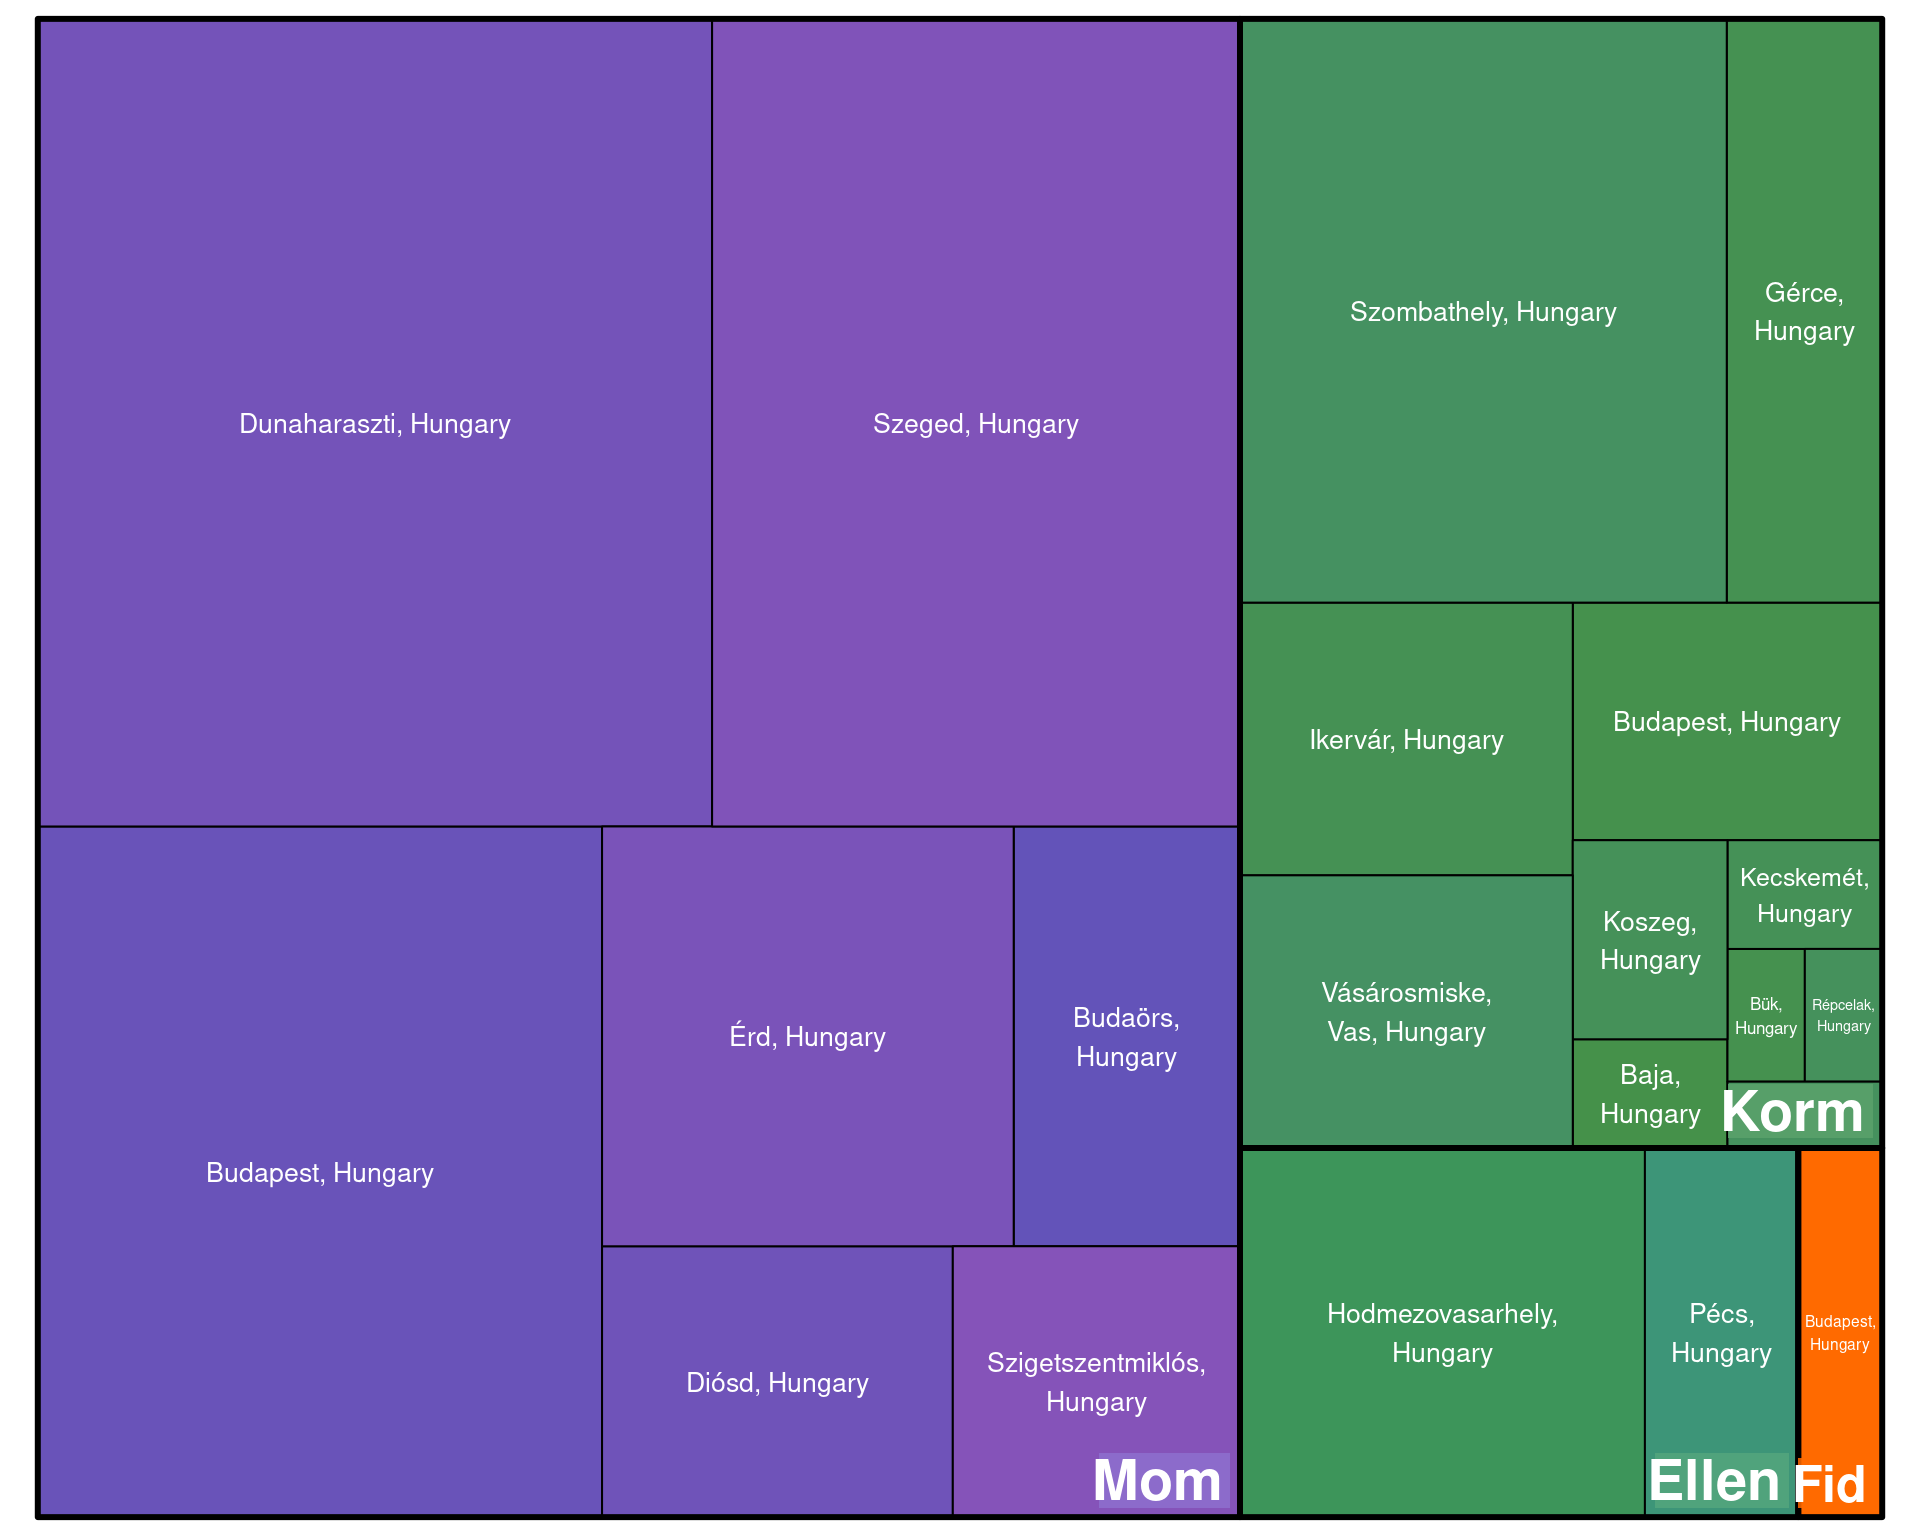 Dunaharaszti, Hungary
Szeged, Hungary
Budapest, Hungary
Érd, Hungary
Budaörs,
Hungary
Diósd, Hungary
Szigetszentmiklós,
Hungary
Mom
Szombathely, Hungary
Gérce,
Hungary
Ikervár, Hungary
Budapest, Hungary
Vásárosmiske,
Vas, Hungary
Koszeg,
Hungary
Kecskemét,
Hungary
Bük,
Hungary
Répcelak,
Hungary
Baja,
Hungary
Korm
Hodmezovasarhely,
Hungary
Pécs,
Hungary
Ellen
Budapest,
Hungary
Fid